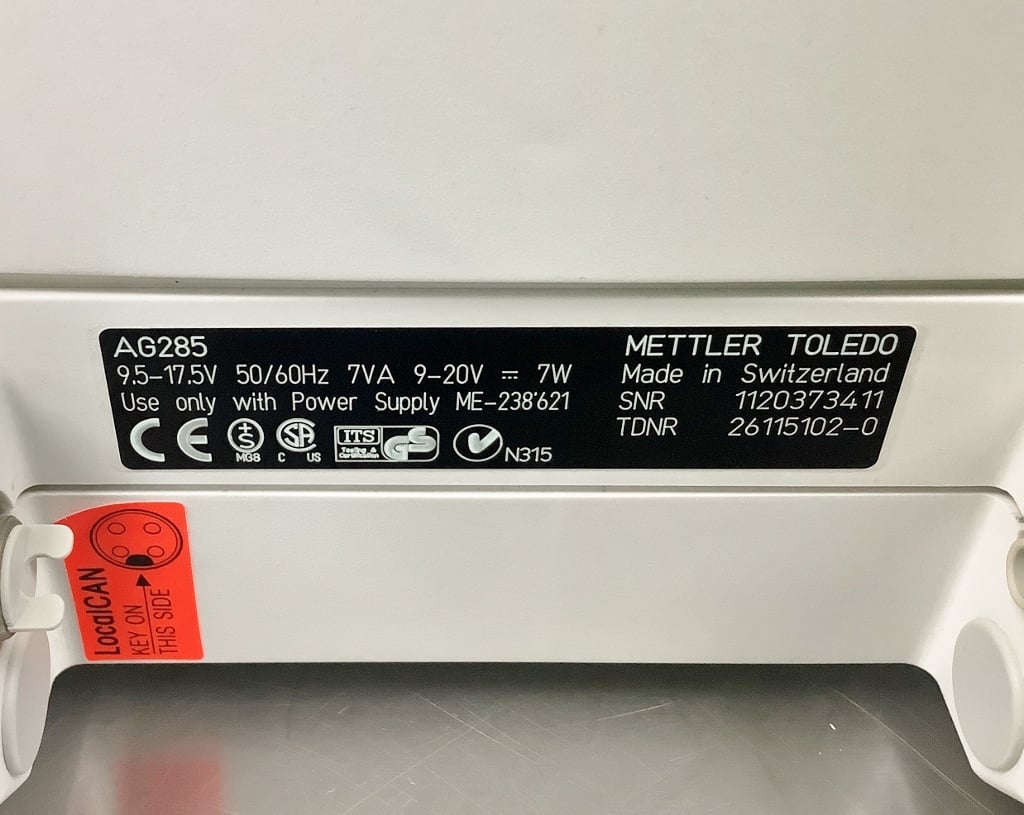 AG285
9.5–17.5V 50/60Hz 7VA 9–20V ⎓ 7W
Use only with Power Supply ME–238'621
CE
MG8
SA
C US
ITS
Testing &
Certification
GS
N315
METTLER TOLEDO
Made in Switzerland
SNR 1120373411
TDNR 26115102–0
LocalCAN
KEY ON
THIS SIDE